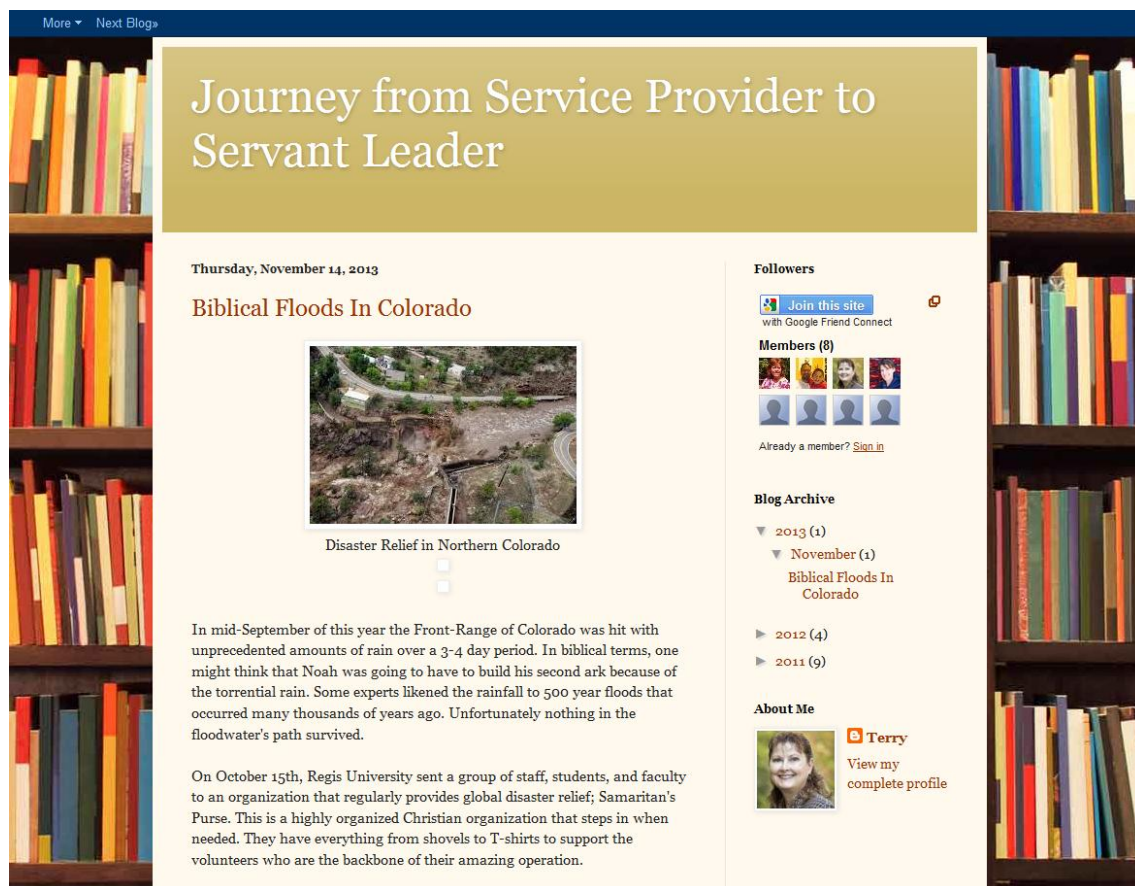 More Next Blog»
Journey from Service Provider to
Servant Leader
Thursday, November 14, 2013
Biblical Floods In Colorado
Disaster Relief in Northern Colorado
In mid-September of this year the Front-Range of Colorado was hit with
unprecedented amounts of rain over a 3-4 day period. In biblical terms, one
might think that Noah was going to have to build his second ark because of
the torrential rain. Some experts likened the rainfall to 500 year floods that
occurred many thousands of years ago. Unfortunately nothing in the
floodwater's path survived.
On October 15th, Regis University sent a group of staff, students, and faculty
to an organization that regularly provides global disaster relief; Samaritan's
Purse. This is a highly organized Christian organization that steps in when
needed. They have everything from shovels to T-shirts to support the
volunteers who are the backbone of their amazing operation.
Followers
Join this site
with Google Friend Connect
Members (8)
Already a member? Sign in
Blog Archive
▼ 2013 (1)
▼ November (1)
Biblical Floods In
Colorado
► 2012 (4)
► 2011 (9)
About Me
Terry
View my
complete profile